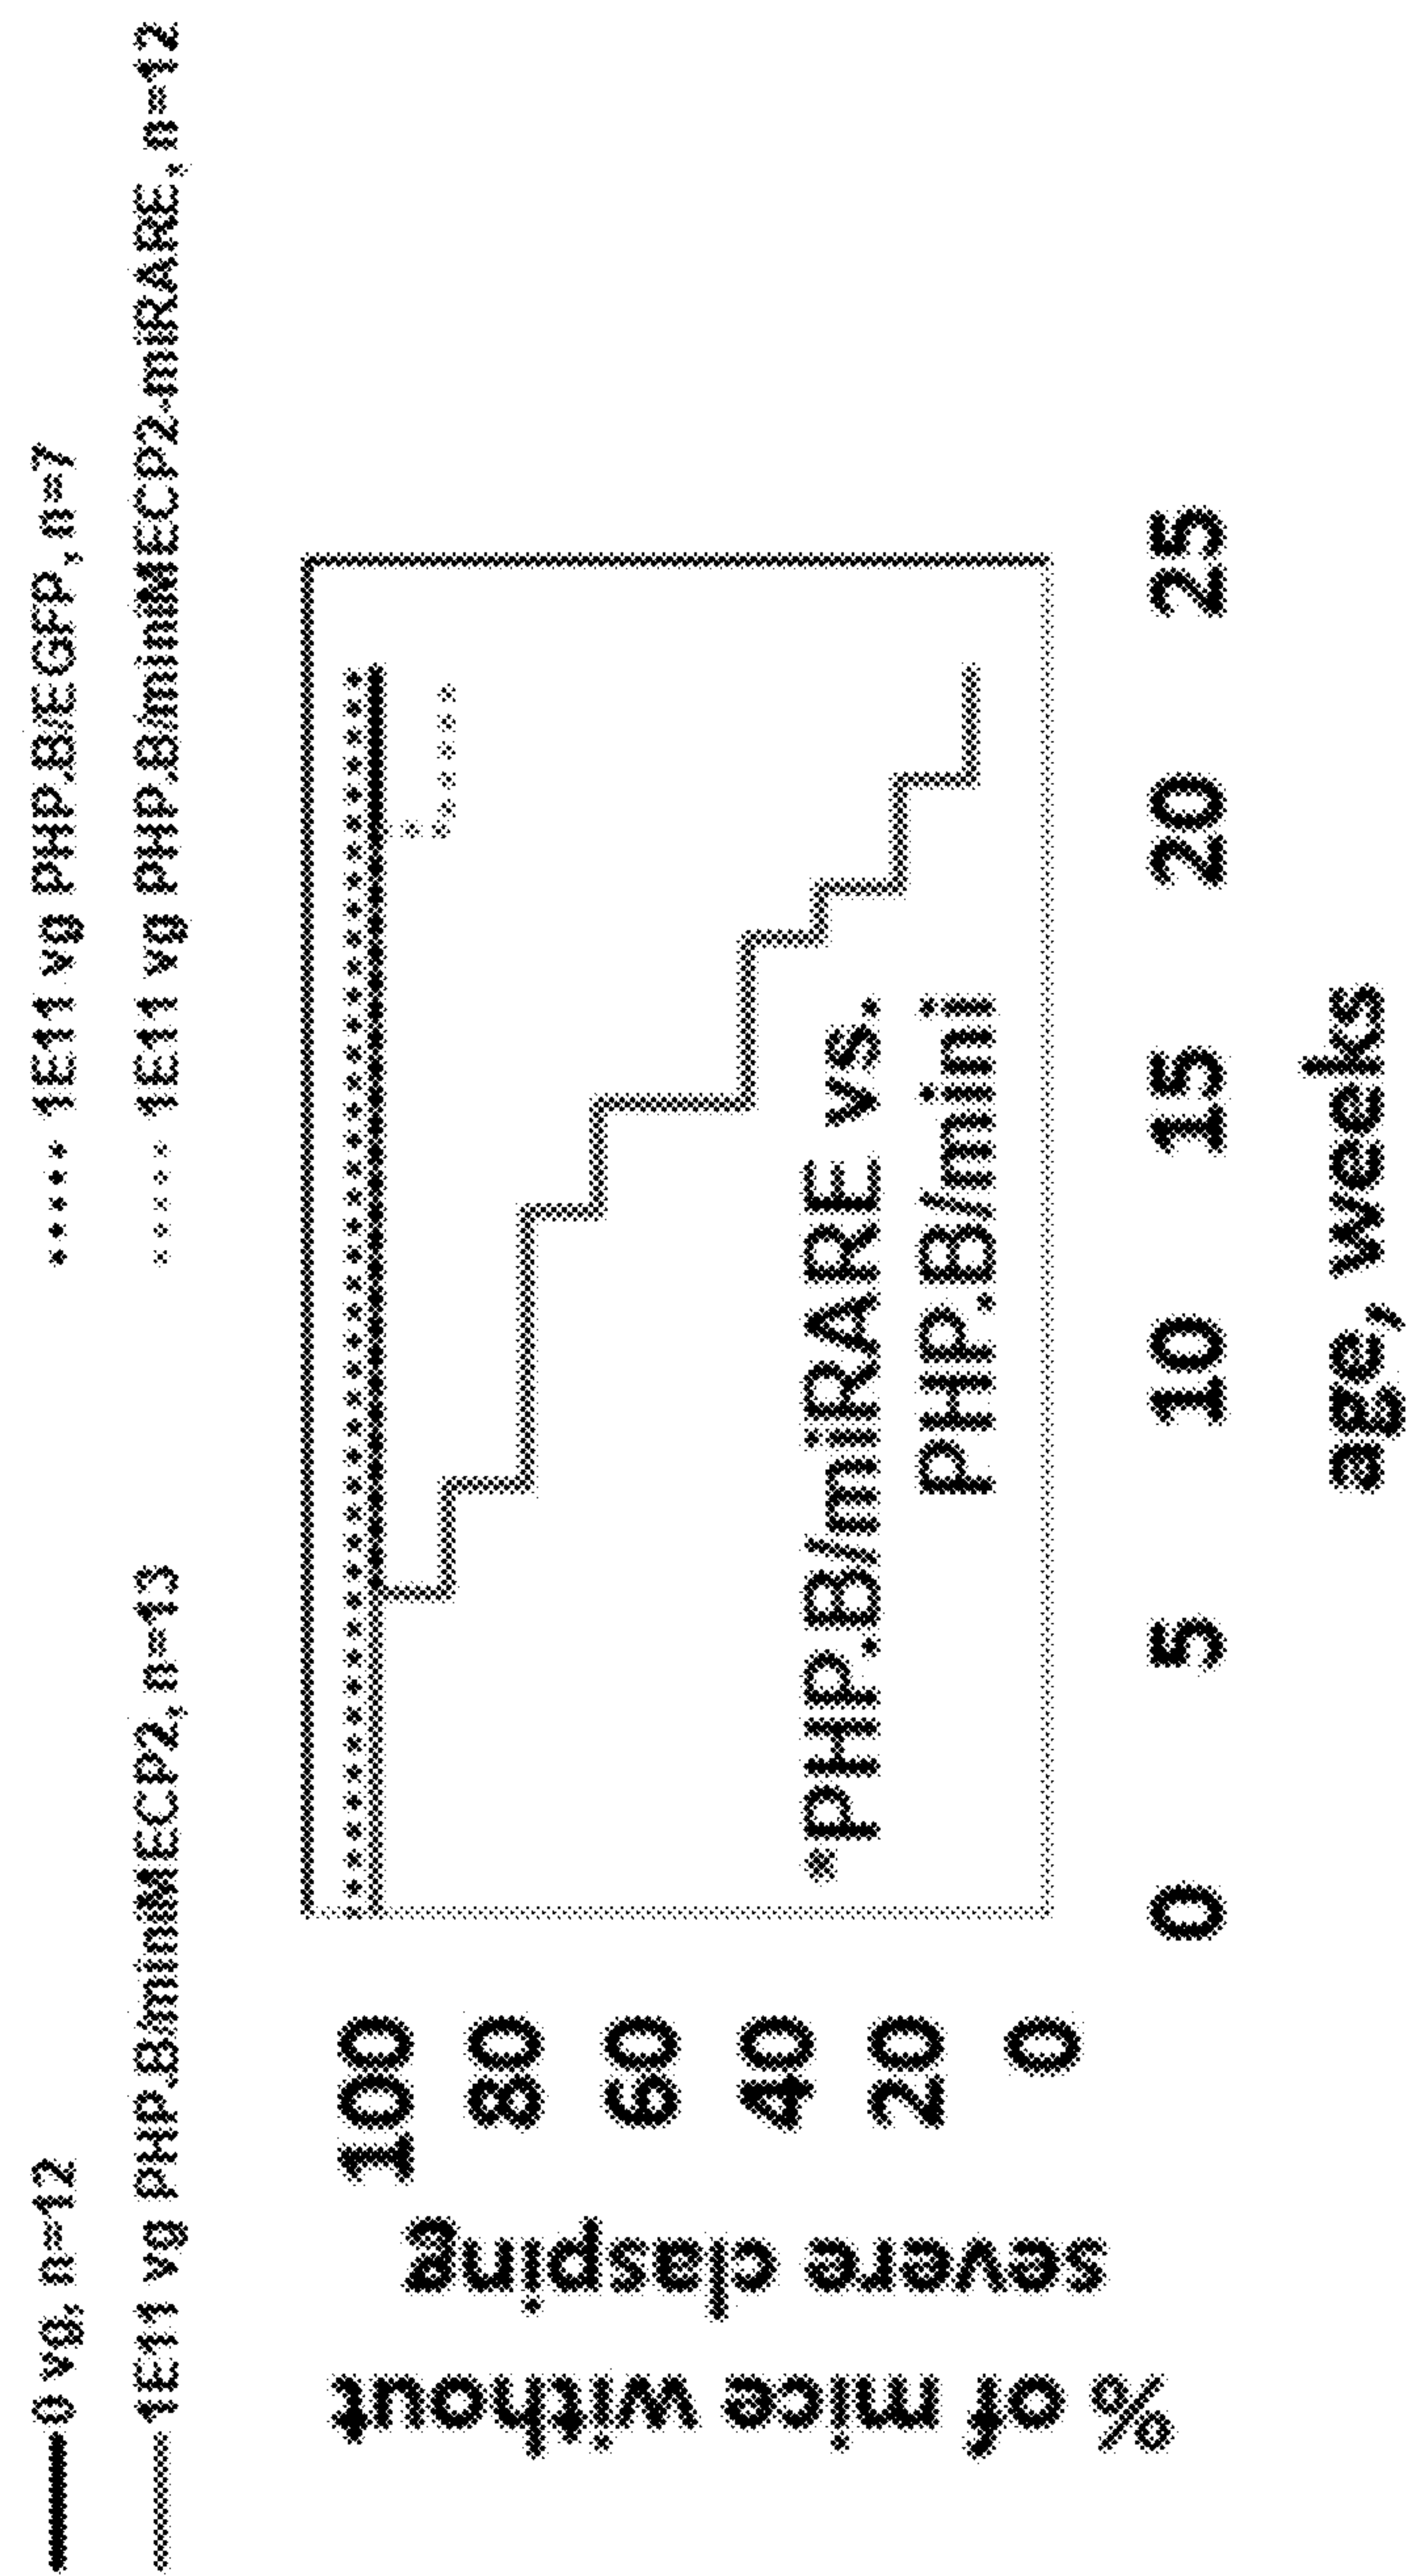 0 vg, n=12
1E11 vg PHP.B/EGFP, n=7
1E11 vg PHP.B/miniMECP2, n=13
1E11 vg PHP.B/miniMECP2-miRARE, n=12
% of mice without
severe clasping
100
80
60
40
20
0
*PHP.B/miRARE vs.
PHP.B/mini
0 5 10 15 20 25
age, weeks